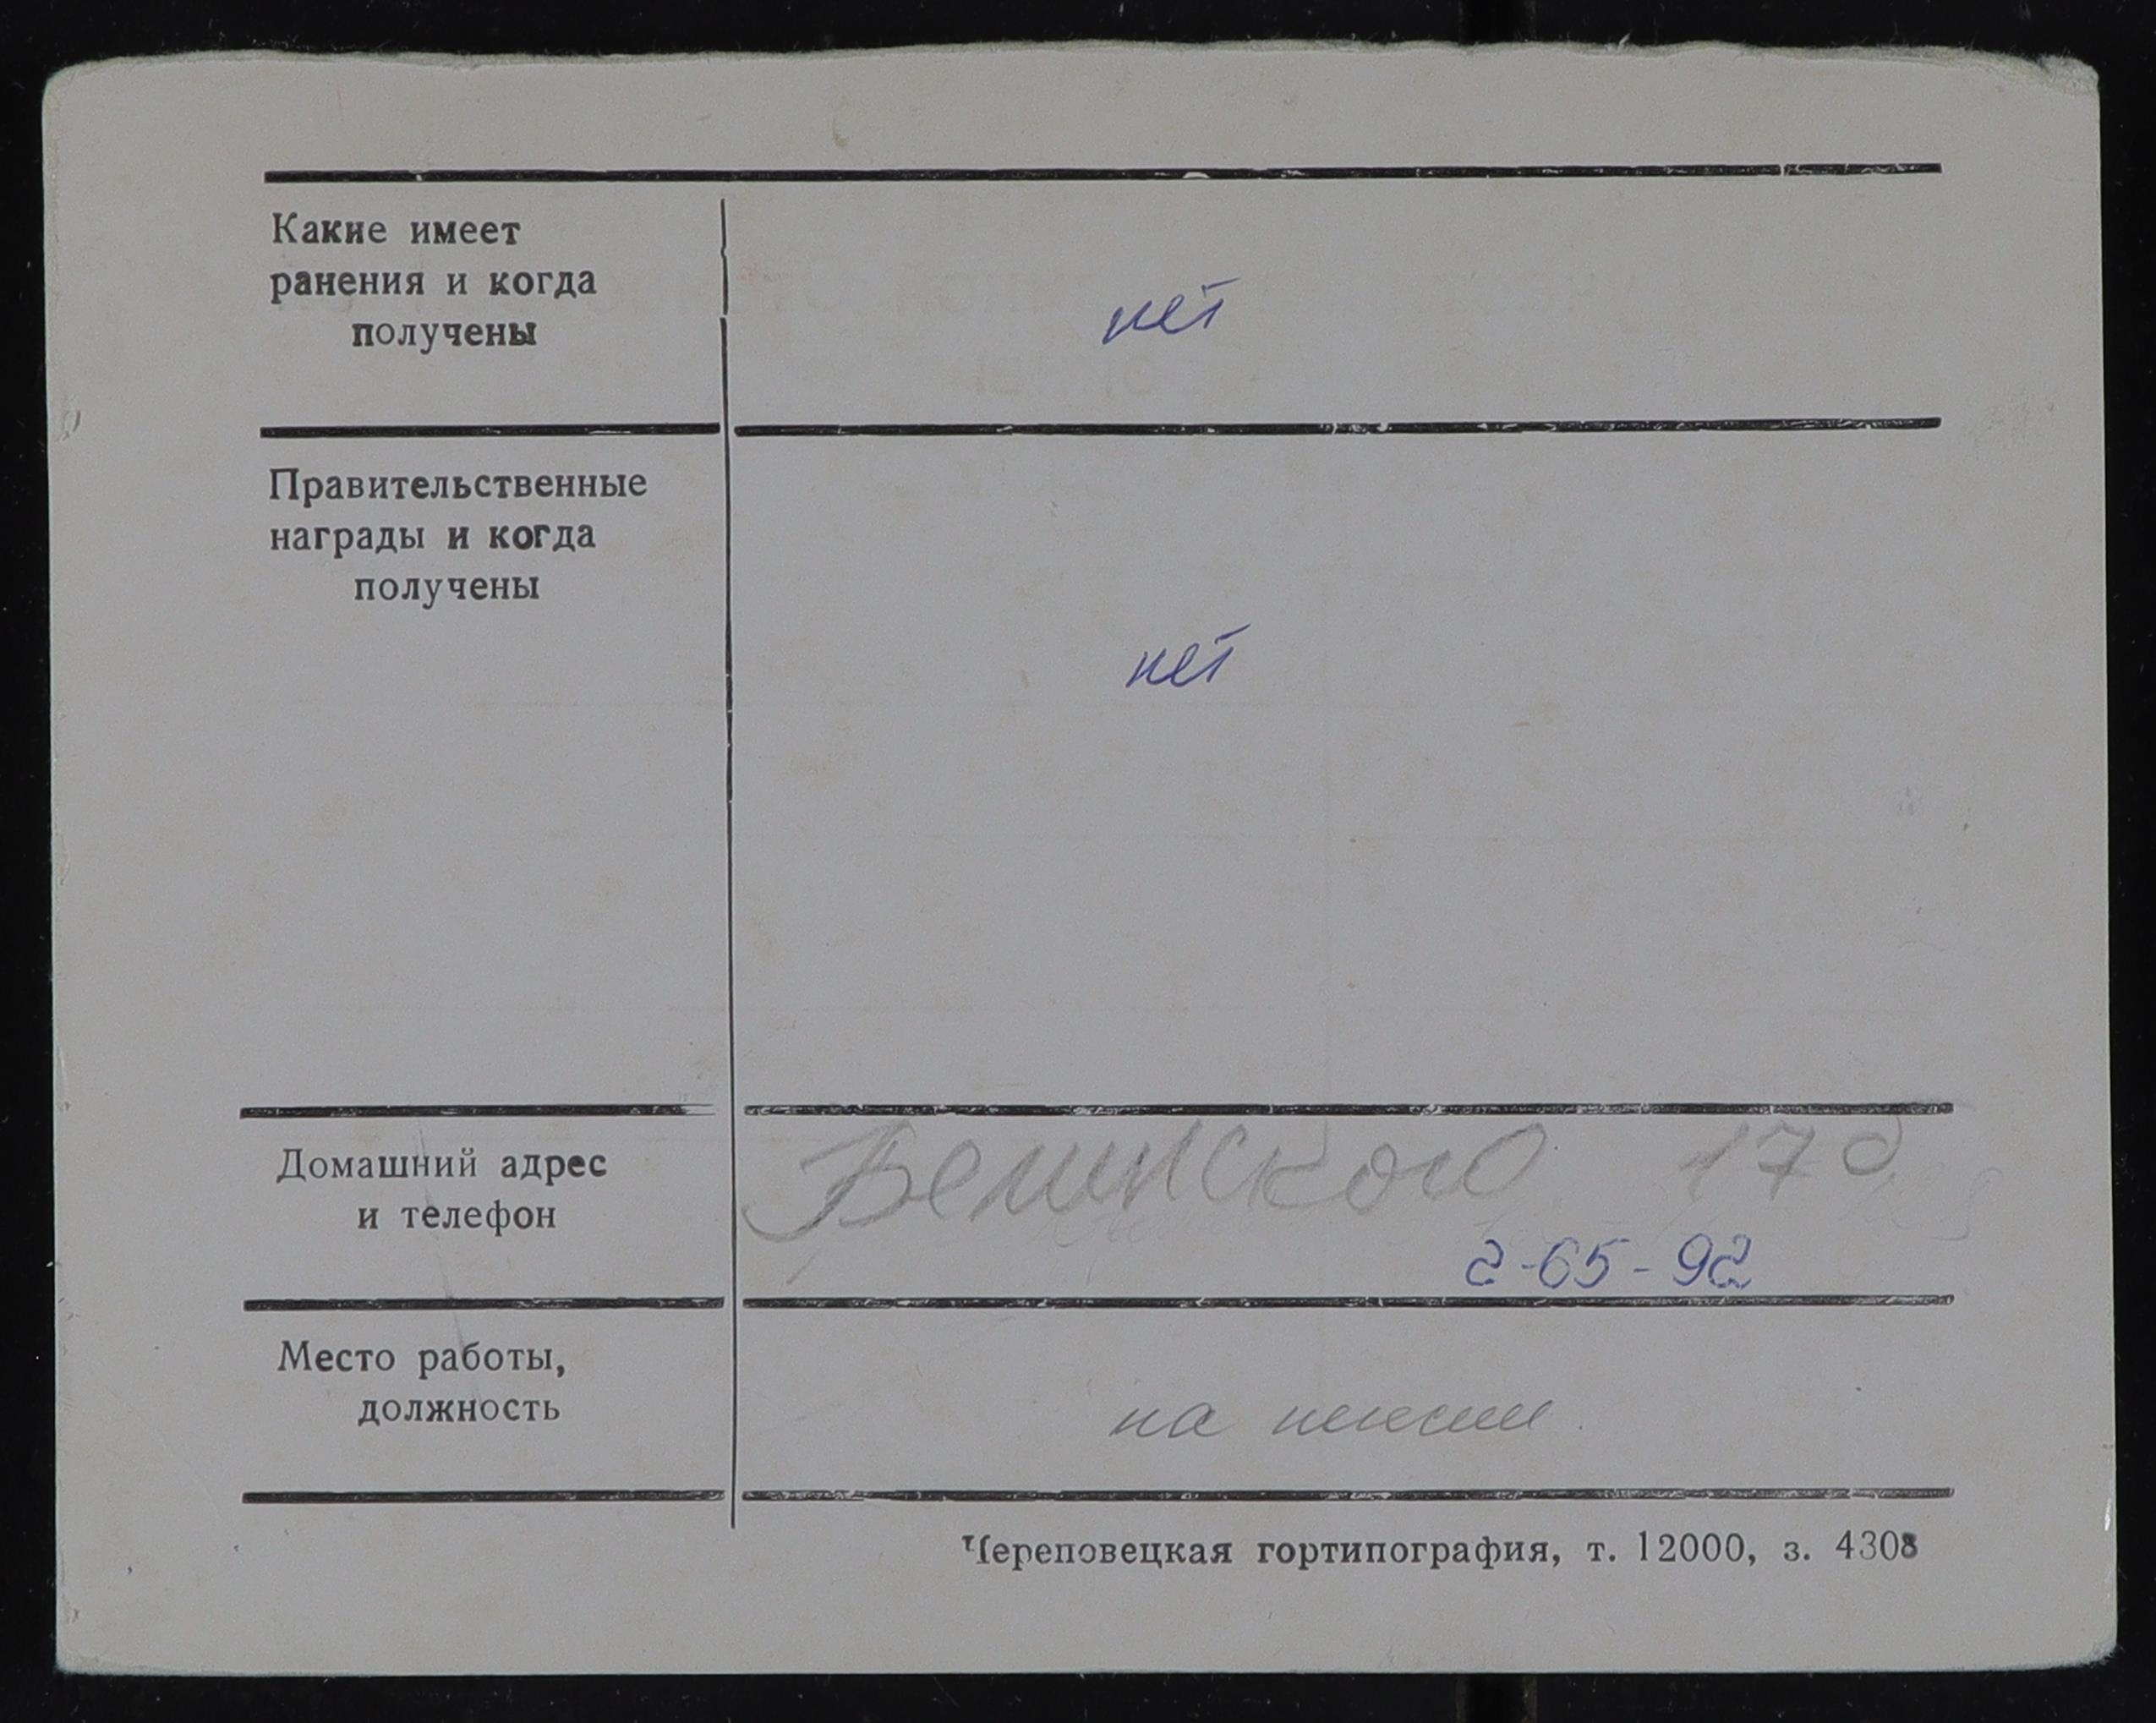 Какие имеет
ранения и когда
получены
нет
Правительственные
награды и когда
получены
нет
Домашний адрес
и телефон
Белинского 17
2-65-92
Место работы,
должность
на пенсии.
Череповецкая гортипография, т. 12000, з. 4308